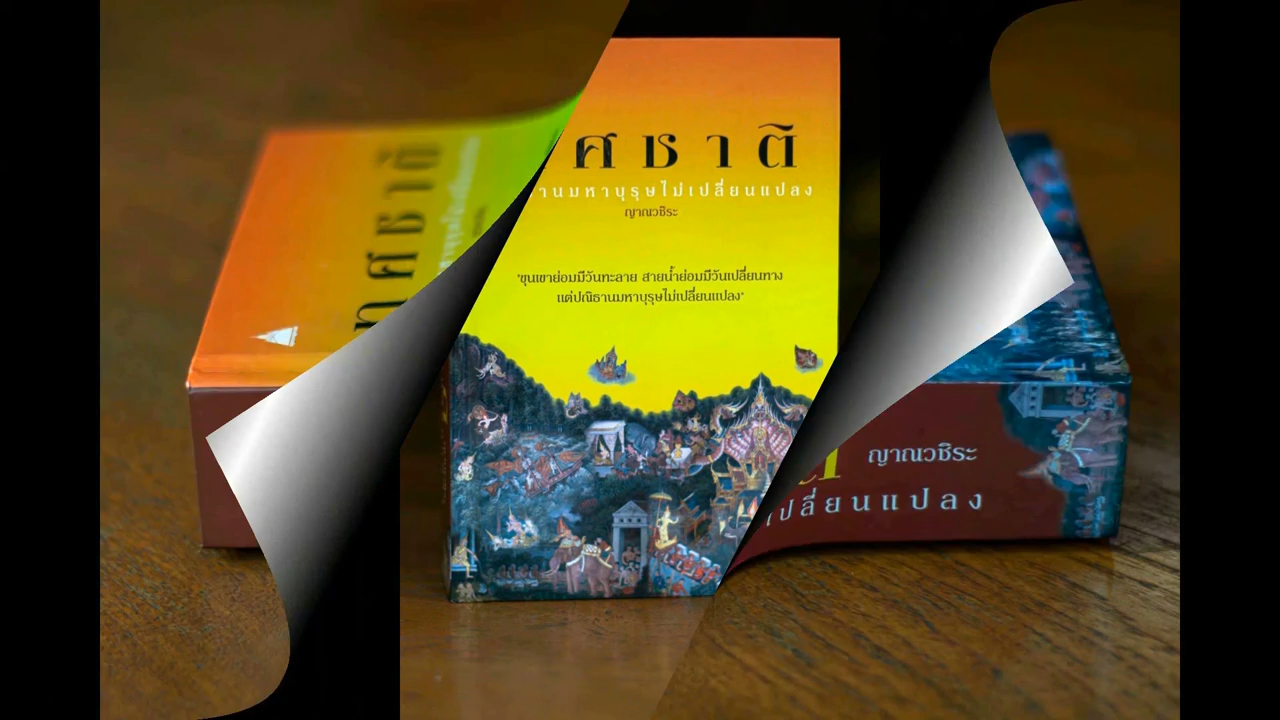 ศชาติ
านมหาบุรุษไม่เปลี่ยนแปลง
ญาณวชิระ
"ขุนเขาย่อมมีวันทะลาย สายน้ำย่อมมีวันเปลี่ยนทาง
แต่ปณิธานมหาบุรุษไม่เปลี่ยนแปลง"
ทศชาติ
ญาณวชิระ
เปลี่ยนแปลง